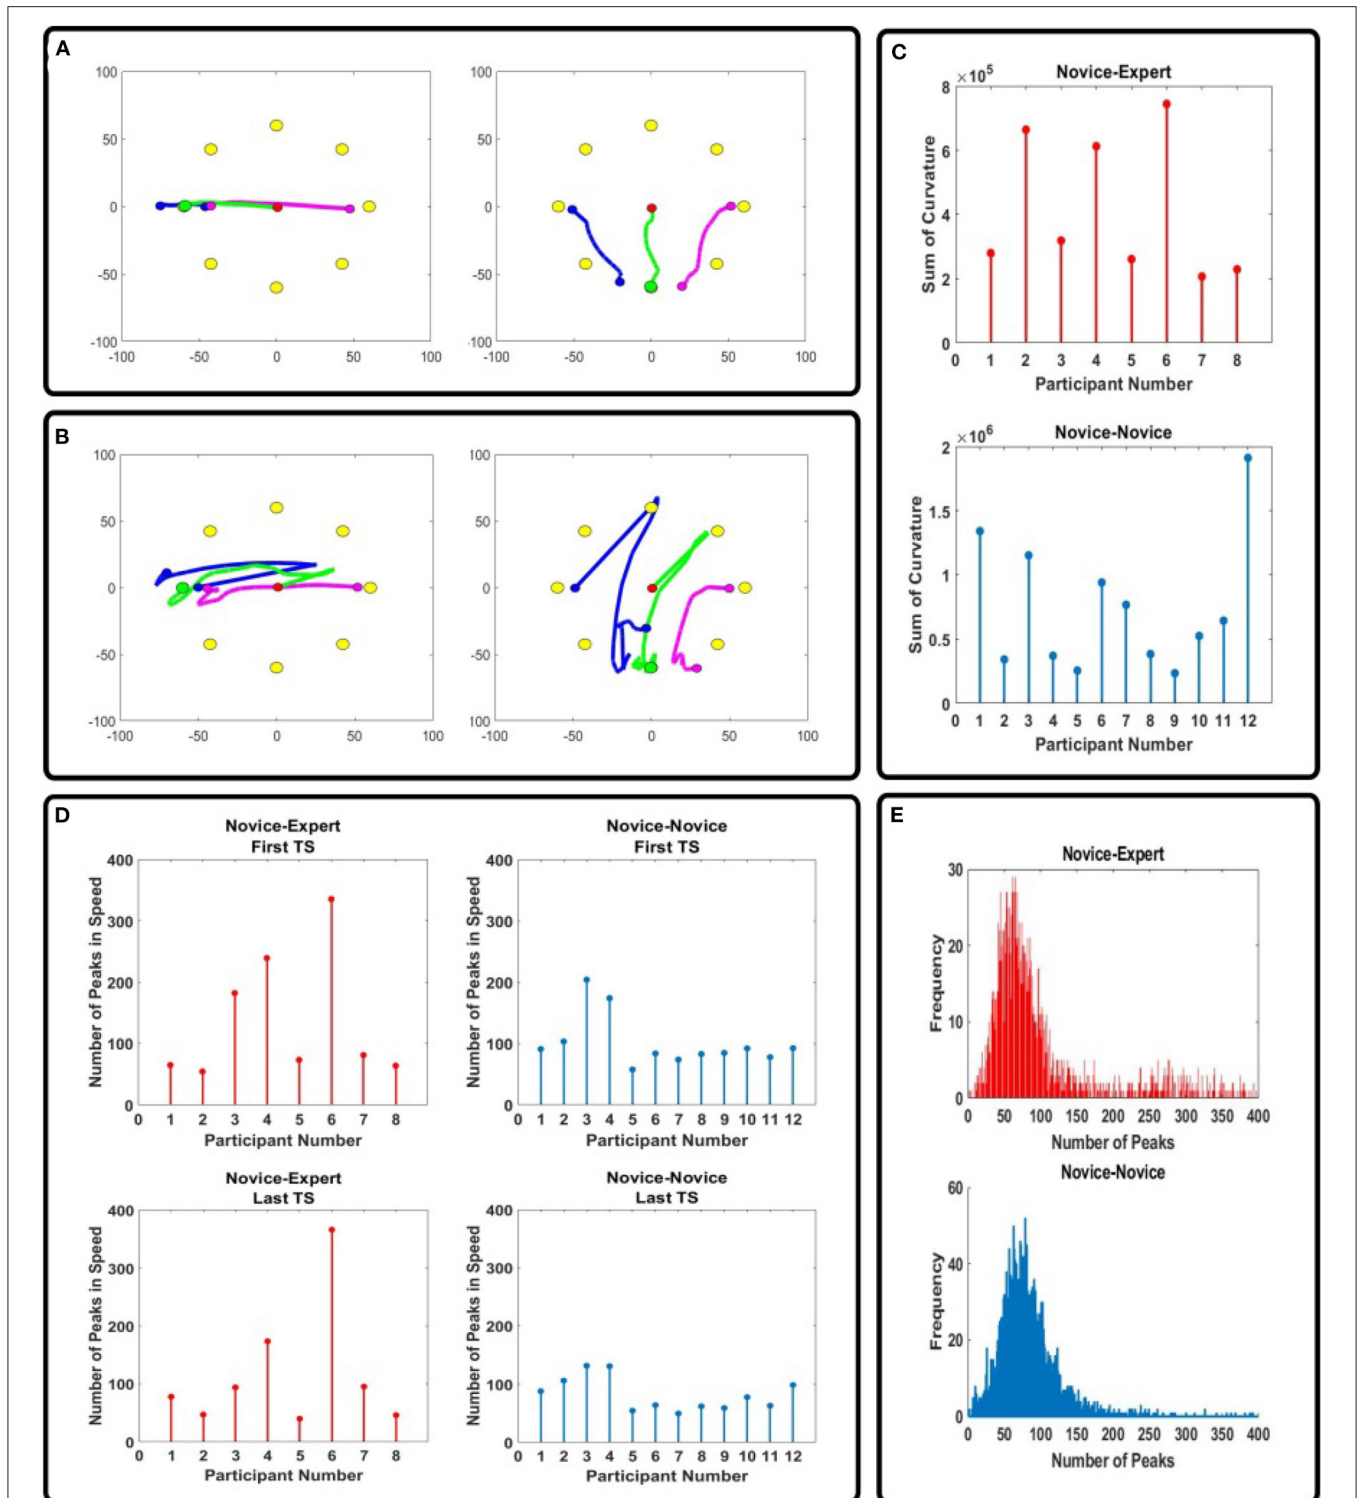 A
100
50
0
-50
-100
-100 -50 0 50 100
100
50
0
-50
-100
-100 -50 0 50 100
B
100
50
0
-50
-100
-100 -50 0 50 100
100
50
0
-50
100
-100 -50 0 50 100
C
Novice-Expert
×10⁵
8
6
4
2
0
Sum of Curvature
0 1 2 3 4 5 6 7 8
Participant Number
Novice-Novice
×10⁶
2
1.5
1
0.5
0
Sum of Curvature
0 1 2 3 4 5 6 7 8 9 10 11 12
Participant Number
D
Novice-Expert
First TS
400
300
200
100
0
Number of Peaks in Speed
0 1 2 3 4 5 6 7 8
Participant Number
Novice-Novice
First TS
400
300
200
100
0
Number of Peaks in Speed
0 1 2 3 4 5 6 7 8 9 10 11 12
Participant Number
Novice-Expert
Last TS
400
300
200
100
0
Number of Peaks in Speed
0 1 2 3 4 5 6 7 8
Participant Number
Novice-Novice
Last TS
400
300
200
100
0
Number of Peaks in Speed
0 1 2 3 4 5 6 7 8 9 10 11 12
Participant Number
E
Novice-Expert
30
20
10
0
Frequency
0 50 100 150 200 250 300 350 400
Number of Peaks
Novice-Novice
60
40
20
0
Frequency
0 50 100 150 200 250 300 350 400
Number of Peaks